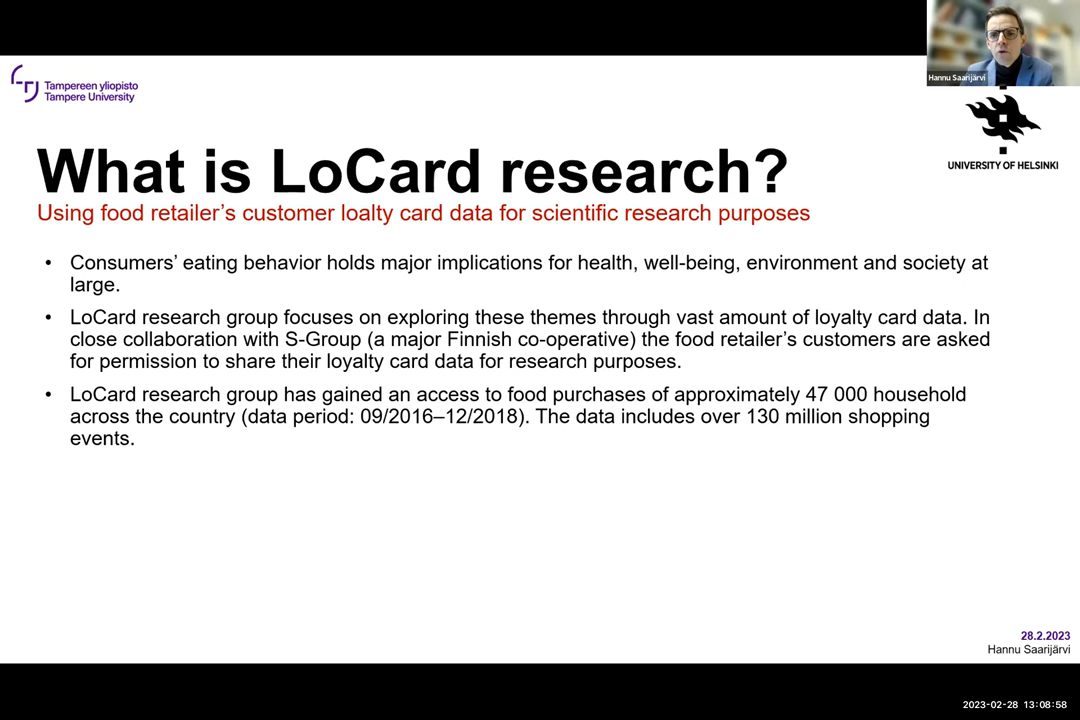 Hannu Saarijärvi
Tampereen yliopisto
Tampere University
UNIVERSITY OF HELSINKI
What is LoCard research?
Using food retailer’s customer loalty card data for scientific research purposes
• Consumers’ eating behavior holds major implications for health, well-being, environment and society at
large.
• LoCard research group focuses on exploring these themes through vast amount of loyalty card data. In
close collaboration with S-Group (a major Finnish co-operative) the food retailer’s customers are asked
for permission to share their loyalty card data for research purposes.
• LoCard research group has gained an access to food purchases of approximately 47 000 household
across the country (data period: 09/2016–12/2018). The data includes over 130 million shopping
events.
28.2.2023
Hannu Saarijärvi
2023-02-28 13:08:58